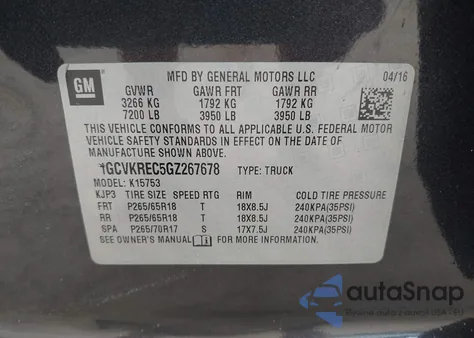 GM
MFD BY GENERAL MOTORS LLC 04/16
GVWR GAWR FRT GAWR RR
3266 KG 1792 KG 1792 KG
7200 LB 3950 LB 3950 LB
THIS VEHICLE CONFORMS TO ALL APPLICABLE U.S. FEDERAL MOTOR
VEHICLE SAFETY STANDARDS IN EFFECT ON THE DATE OF
MANUFACTURE SHOWN ABOVE.
*1GCVKREC5GZ267678* TYPE: TRUCK
MODEL: K15753
KJP3 TIRE SIZE SPEED RTG RIM COLD TIRE PRESSURE
FRT P265/65R18 T 18X8.5J 240KPA(35PSI)
RR P265/65R18 T 18X8.5J 240KPA(35PSI)
SPA P265/70R17 S 17X7.5J 240KPA(35PSI)
SEE OWNER'S MANUAL FOR MORE INFORMATION.
autoSnap